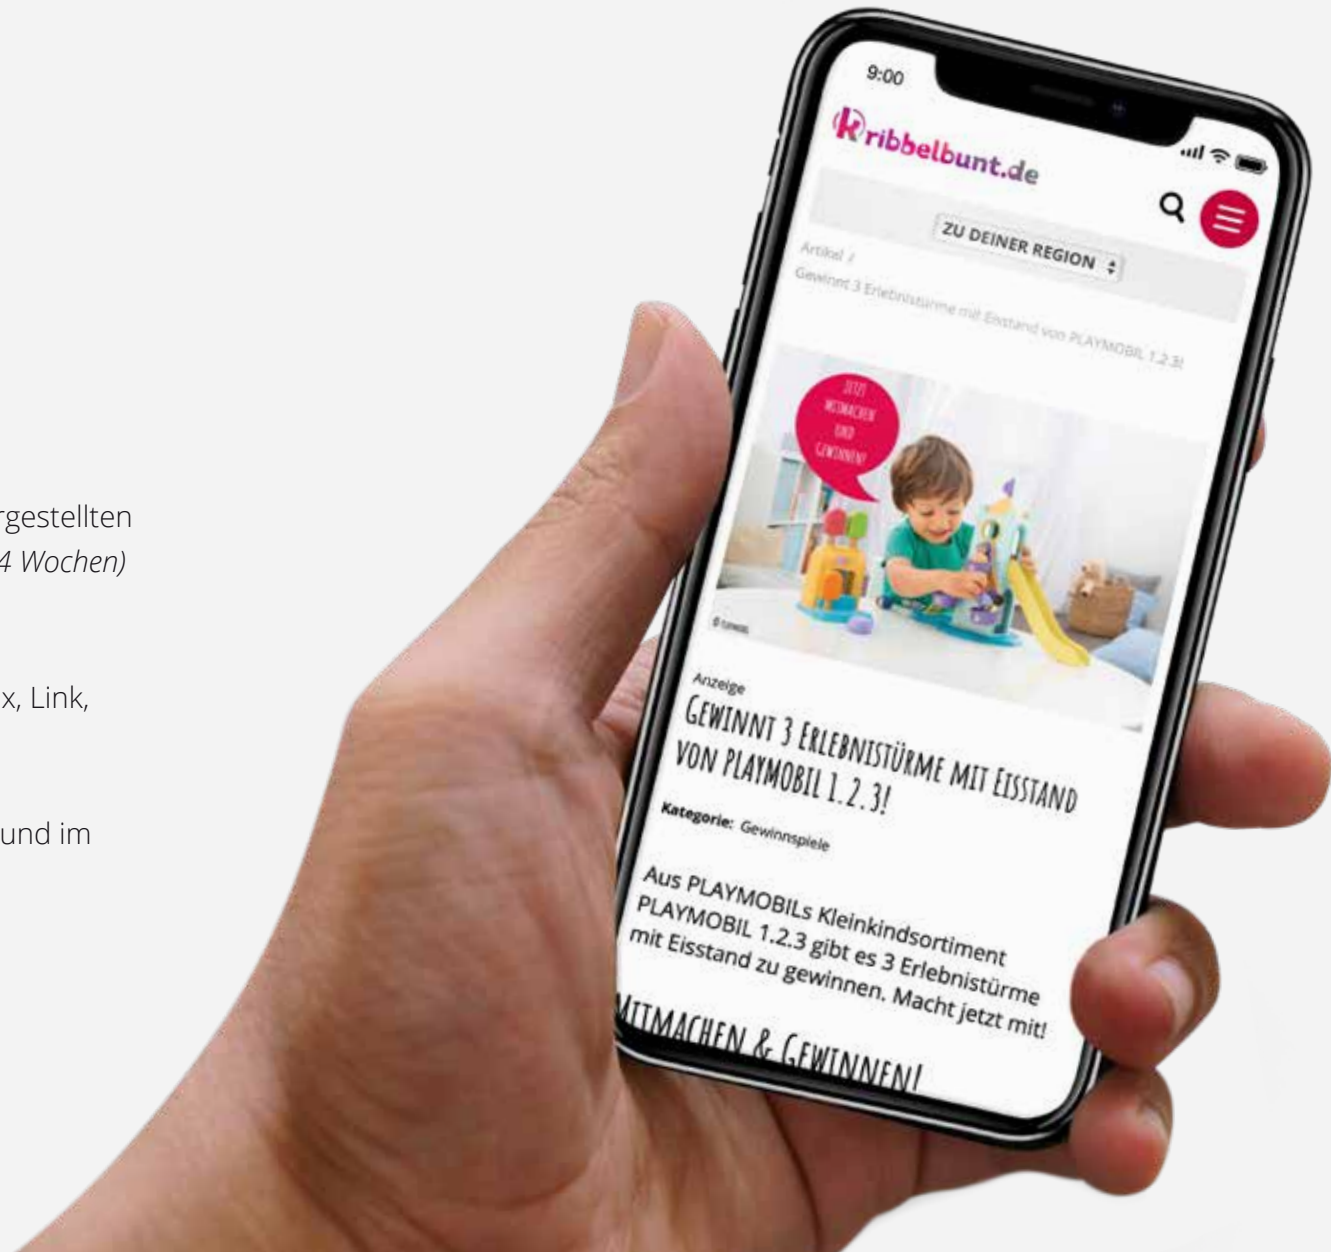 rgestellten
4 Wochen)
x, Link,
und im
9:00
kribbelbunt.de
ZU DEINER REGION
Artikel /
Gewinnt 3 Erlebnistürme mit Eisstand von PLAYMOBIL 1.2.3!
JETZT
MITMACHEN
UND
GEWINNEN!
Anzeige
GEWINNT 3 ERLEBNISTÜRME MIT EISSTAND
VON PLAYMOBIL 1.2.3!
Kategorie: Gewinnspiele
Aus PLAYMOBILs Kleinkindsortiment
PLAYMOBIL 1.2.3 gibt es 3 Erlebnistürme
mit Eisstand zu gewinnen. Macht jetzt mit!
MITMACHEN & GEWINNEN!